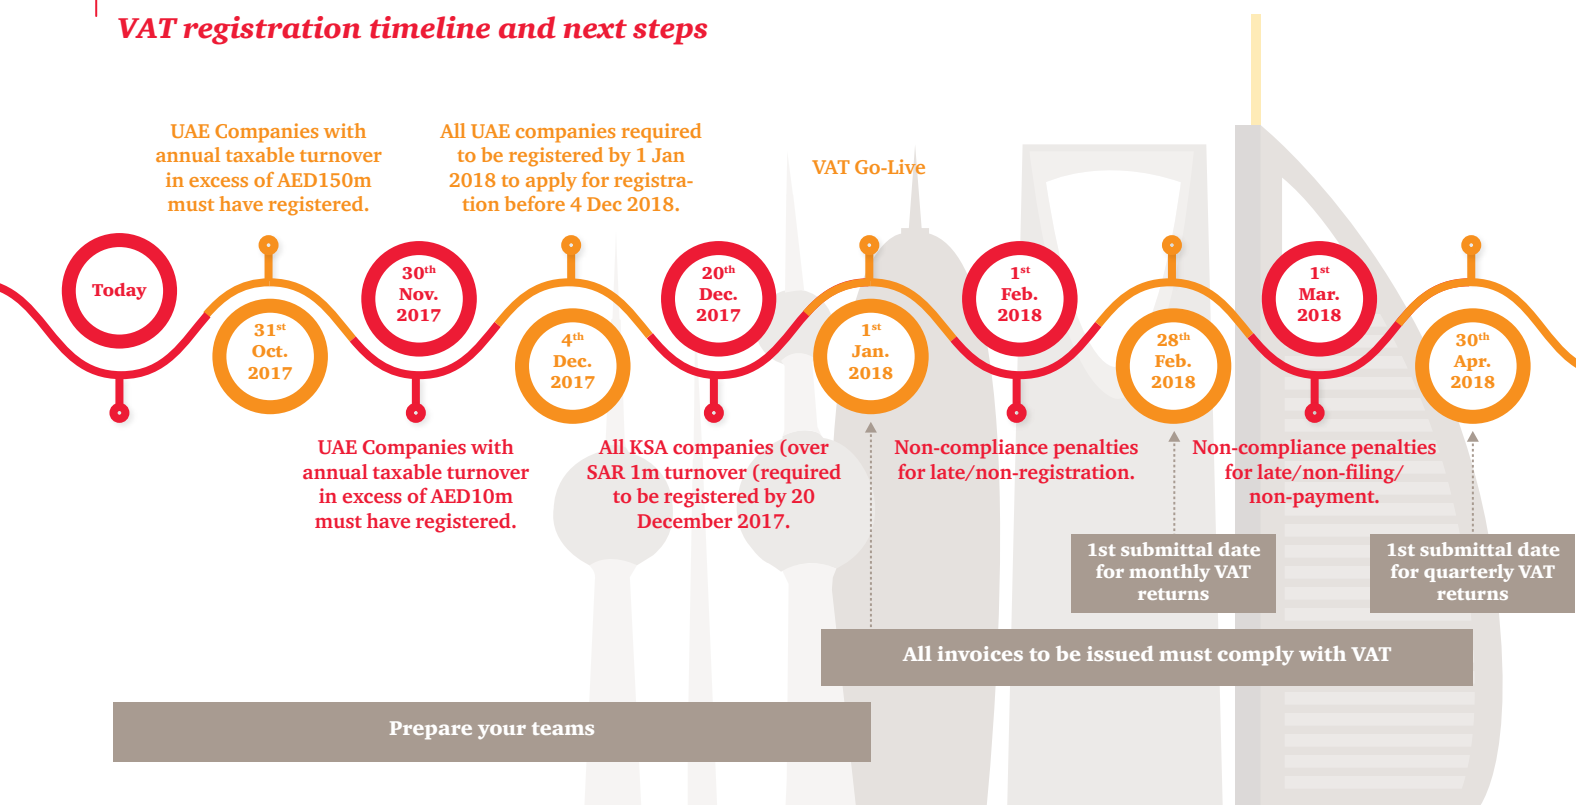 VAT registration timeline and next steps
UAE Companies with
annual taxable turnover
in excess of AED150m
must have registered.
All UAE companies required
to be registered by 1 Jan
2018 to apply for registra-
tion before 4 Dec 2018.
VAT Go-Live
Today
31st
Oct.
2017
30th
Nov.
2017
4th
Dec.
2017
20th
Dec.
2017
1st
Jan.
2018
1st
Feb.
2018
28th
Feb.
2018
1st
Mar.
2018
30th
Apr.
2018
UAE Companies with
annual taxable turnover
in excess of AED10m
must have registered.
All KSA companies (over
SAR 1m turnover (required
to be registered by 20
December 2017.
Non-compliance penalties
for late/non-registration.
Non-compliance penalties
for late/non-filing/
non-payment.
1st submittal date
for monthly VAT
returns
1st submittal date
for quarterly VAT
returns
All invoices to be issued must comply with VAT
Prepare your teams